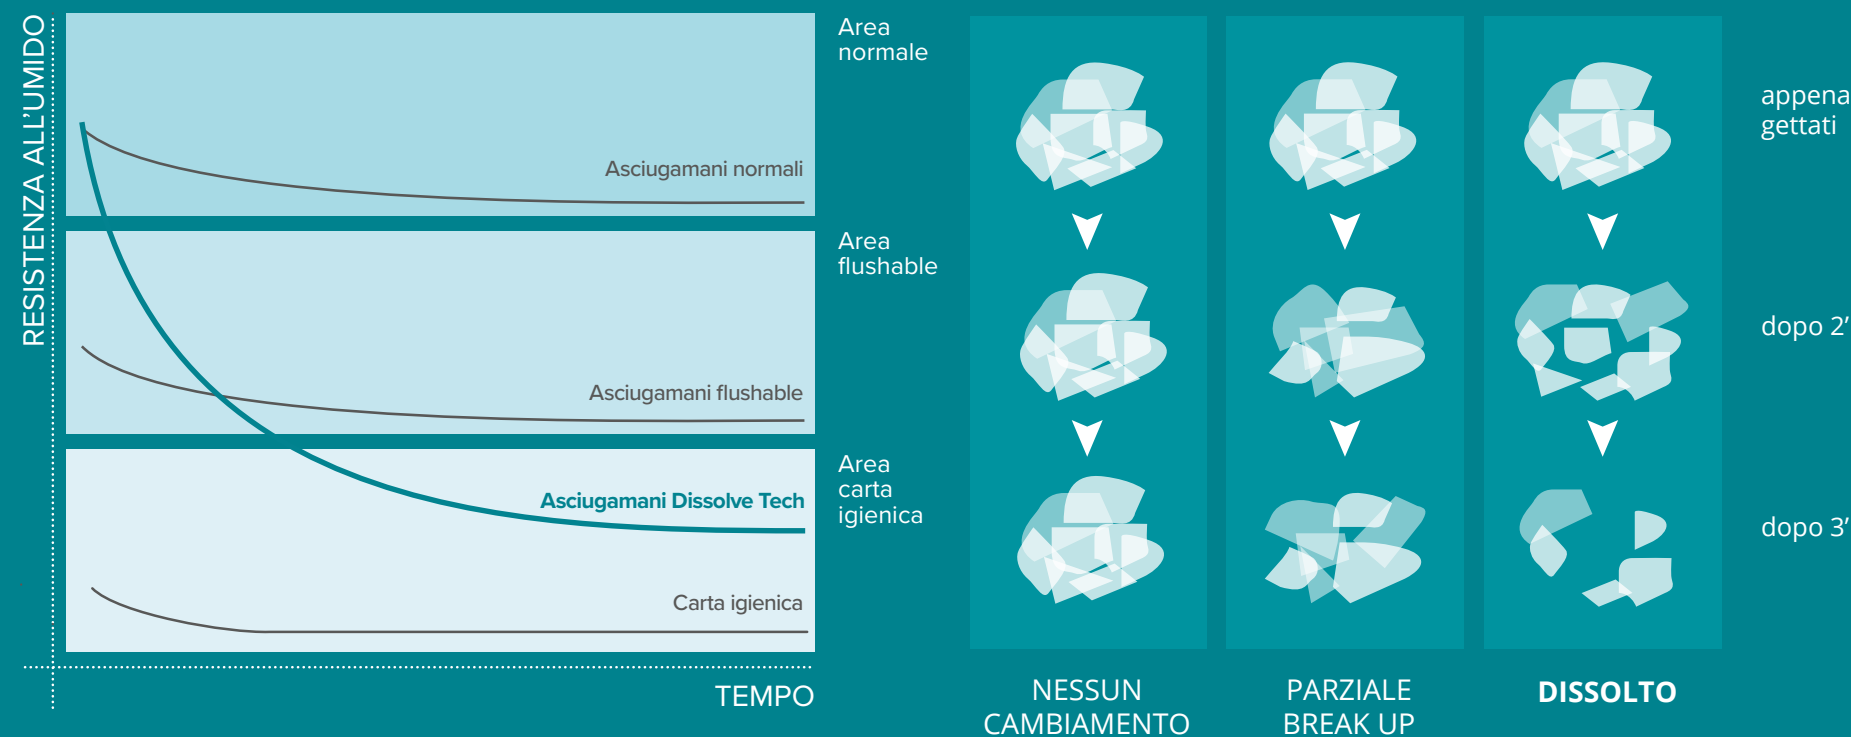 RESISTENZA ALL'UMIDO
Asciugamani normali
Asciugamani flushable
Asciugamani Dissolve Tech
Carta igienica
TEMPO
Area
normale
Area
flushable
Area
carta
igienica
NESSUN
CAMBIAMENTO
PARZIALE
BREAK UP
DISSOLTO
appena
gettati
dopo 2'
dopo 3'